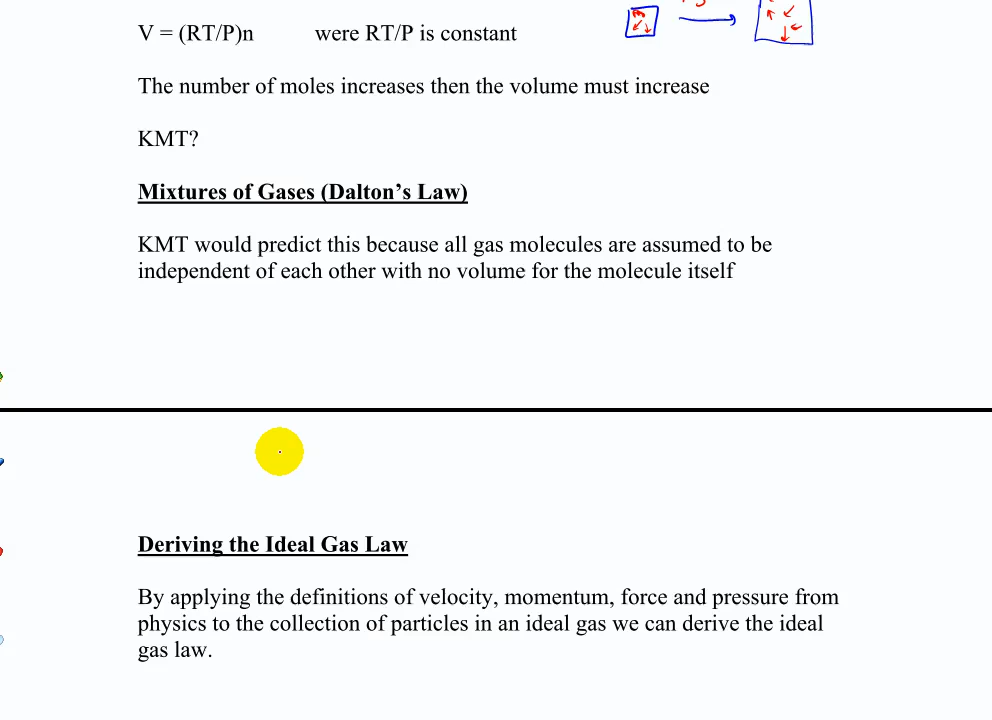 V = (RT/P)n were RT/P is constant
The number of moles increases then the volume must increase
KMT?
Mixtures of Gases (Dalton’s Law)
KMT would predict this because all gas molecules are assumed to be
independent of each other with no volume for the molecule itself
Deriving the Ideal Gas Law
By applying the definitions of velocity, momentum, force and pressure from
physics to the collection of particles in an ideal gas we can derive the ideal
gas law.